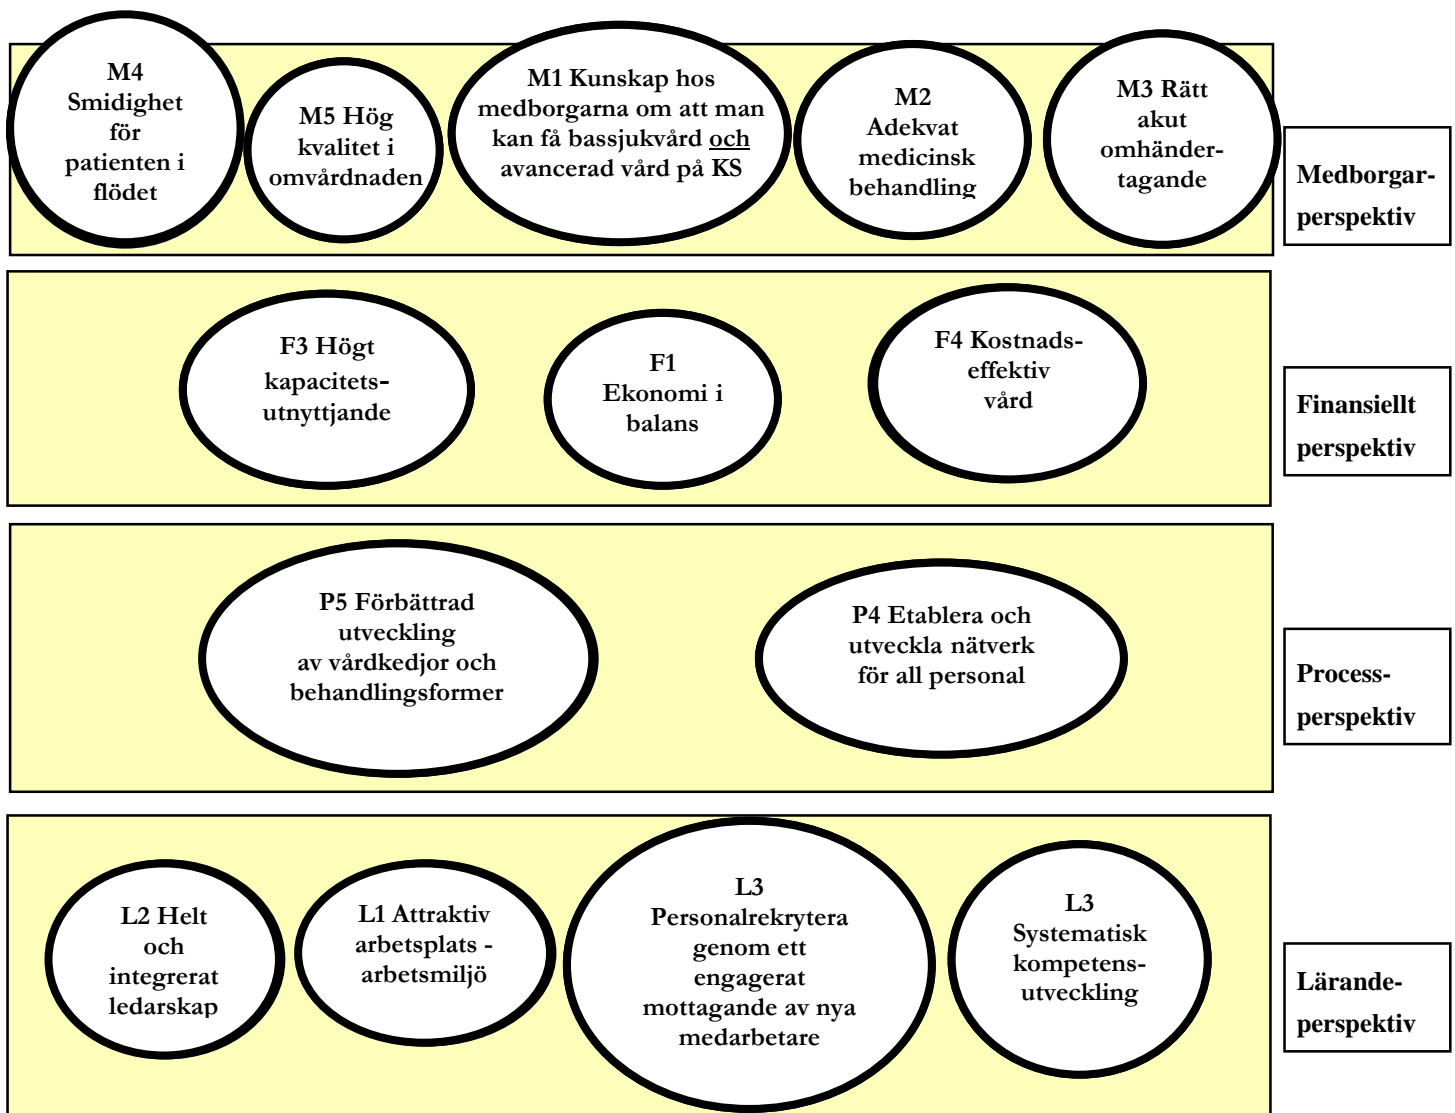 M4
Smidighet
för
patienten i
flödet
M5 Hög
kvalitet i
omvårdnaden
M1 Kunskap hos
medborgarna om att man
kan få bassjukvård och
avancerad vård på KS
M2
Adekvat
medicinsk
behandling
M3 Rätt
akut
omhänder-
tagande
Medborgar-
perspektiv
F3 Högt
kapacitets-
utnyttjande
F1
Ekonomi i
balans
F4 Kostnads-
effektiv
vård
Finansiellt
perspektiv
P5 Förbättrad
utveckling
av vårdkedjor och
behandlingsformer
P4 Etablera och
utveckla nätverk
för all personal
Process-
perspektiv
L2 Helt
och
integrerat
ledarskap
L1 Attraktiv
arbetsplats -
arbetsmiljö
L3
Personalrekrytera
genom ett
engagerat
mottagande av nya
medarbetare
L3
Systematisk
kompetens-
utveckling
Lärande-
perspektiv